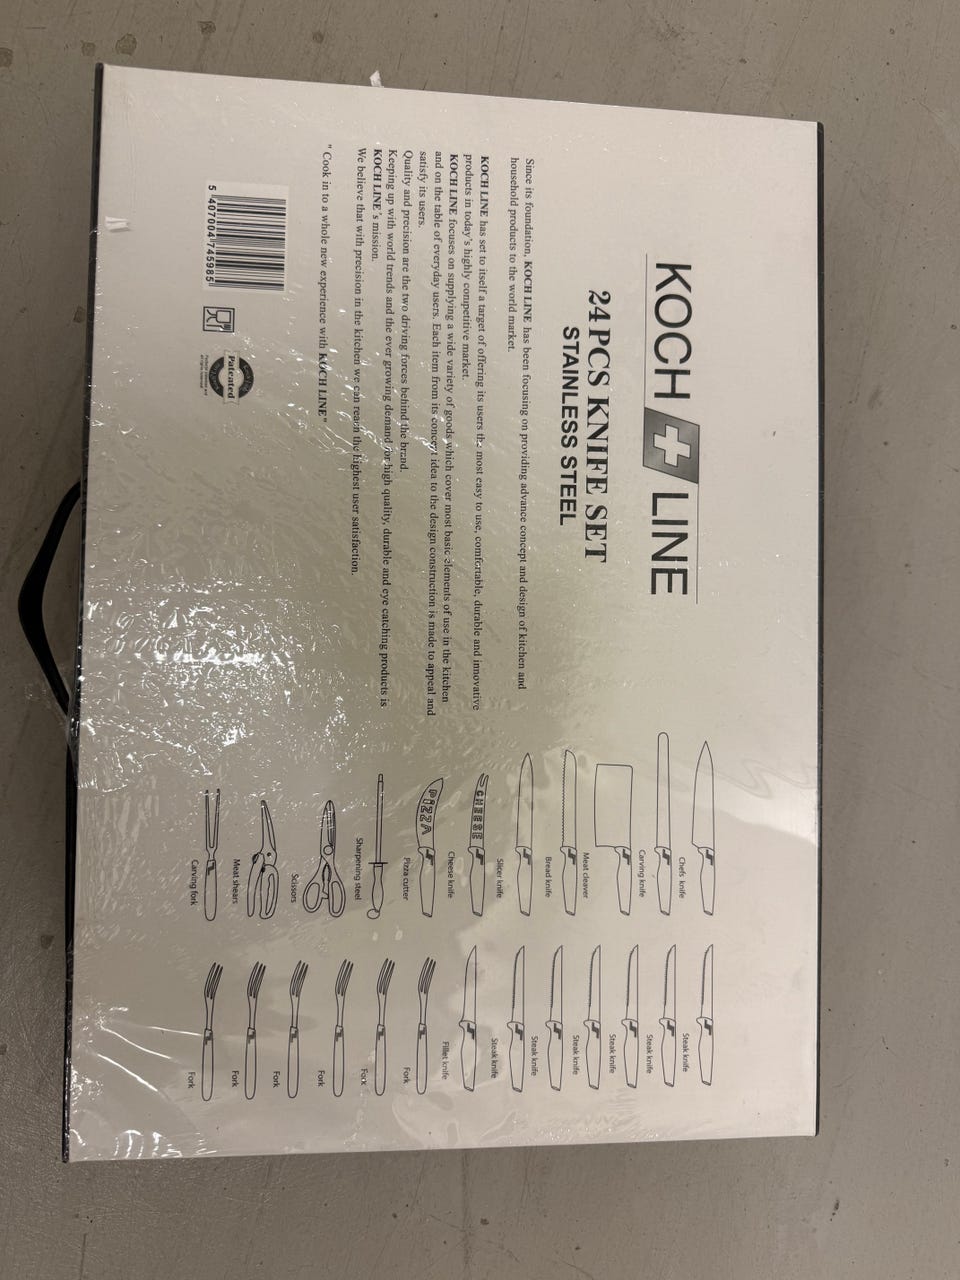 KOCH LINE
24 PCS KNIFE SET
STAINLESS STEEL
Since its foundation, KOCH LINE has been focusing on providing advance concept and design of kitchen and
household products to the world market.
KOCH LINE has set to itself a target of offering its users the most easy to use, comfortable, durable and innovative
products in today's highly competitive market.
KOCH LINE focuses on supplying a wide variety of goods which cover most basic elements of use in the kitchen
and on the table of everyday users. Each item from its concept idea to the design construction is made to appeal and
satisfy its users.
Quality and precision are the two driving forces behind the brand.
Keeping up with world trends and the ever growing demand for high quality, durable and eye catching products is
KOCH LINE's mission.
We believe that with precision in the kitchen we can reach the highest user satisfaction.
" Cook in to a whole new experience with KOCH LINE"
5 407004 745985
Patented
Chefs knife
Carving knife
Meat cleaver
Bread knife
Slicer knife
CHEESE
Cheese knife
PIZZA
Pizza cutter
Sharpening steel
Scissors
Meat shears
Carving fork
Steak knife
Steak knife
Steak knife
Steak knife
Steak knife
Steak knife
Fillet knife
Fork
Fork
Fork
Fork
Fork
Fork